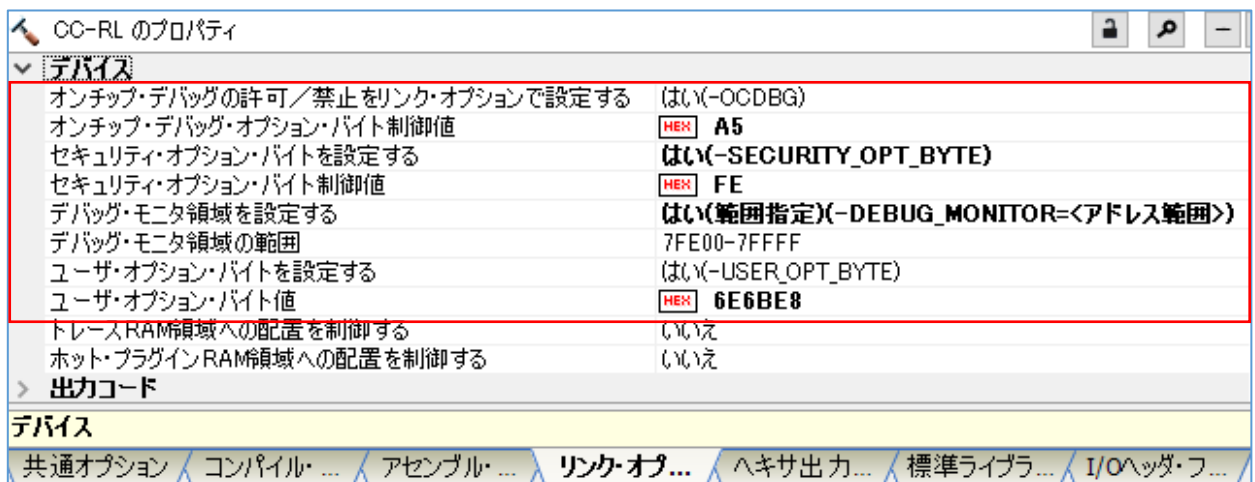 CC-RL のプロパティ
デバイス
オンチップ・デバッグの許可／禁止をリンク・オプションで設定する はい(-OCDBG)
オンチップ・デバッグ・オプション・バイト制御値 HEX A5
セキュリティ・オプション・バイトを設定する はい(-SECURITY_OPT_BYTE)
セキュリティ・オプション・バイト制御値 HEX FE
デバッグ・モニタ領域を設定する はい(範囲指定)(-DEBUG_MONITOR=<アドレス範囲>)
デバッグ・モニタ領域の範囲 7FE00-7FFFF
ユーザ・オプション・バイトを設定する はい(-USER_OPT_BYTE)
ユーザ・オプション・バイト値 HEX 6E6BE8
トレースRAM領域への配置を制御する いいえ
ホット・プラグインRAM領域への配置を制御する いいえ
出力コード
デバイス
共通オプション コンパイル・ ... アセンブル・ ... リンク・オプ... ヘキサ出力... 標準ライブラ... I/Oヘッダ・フ...